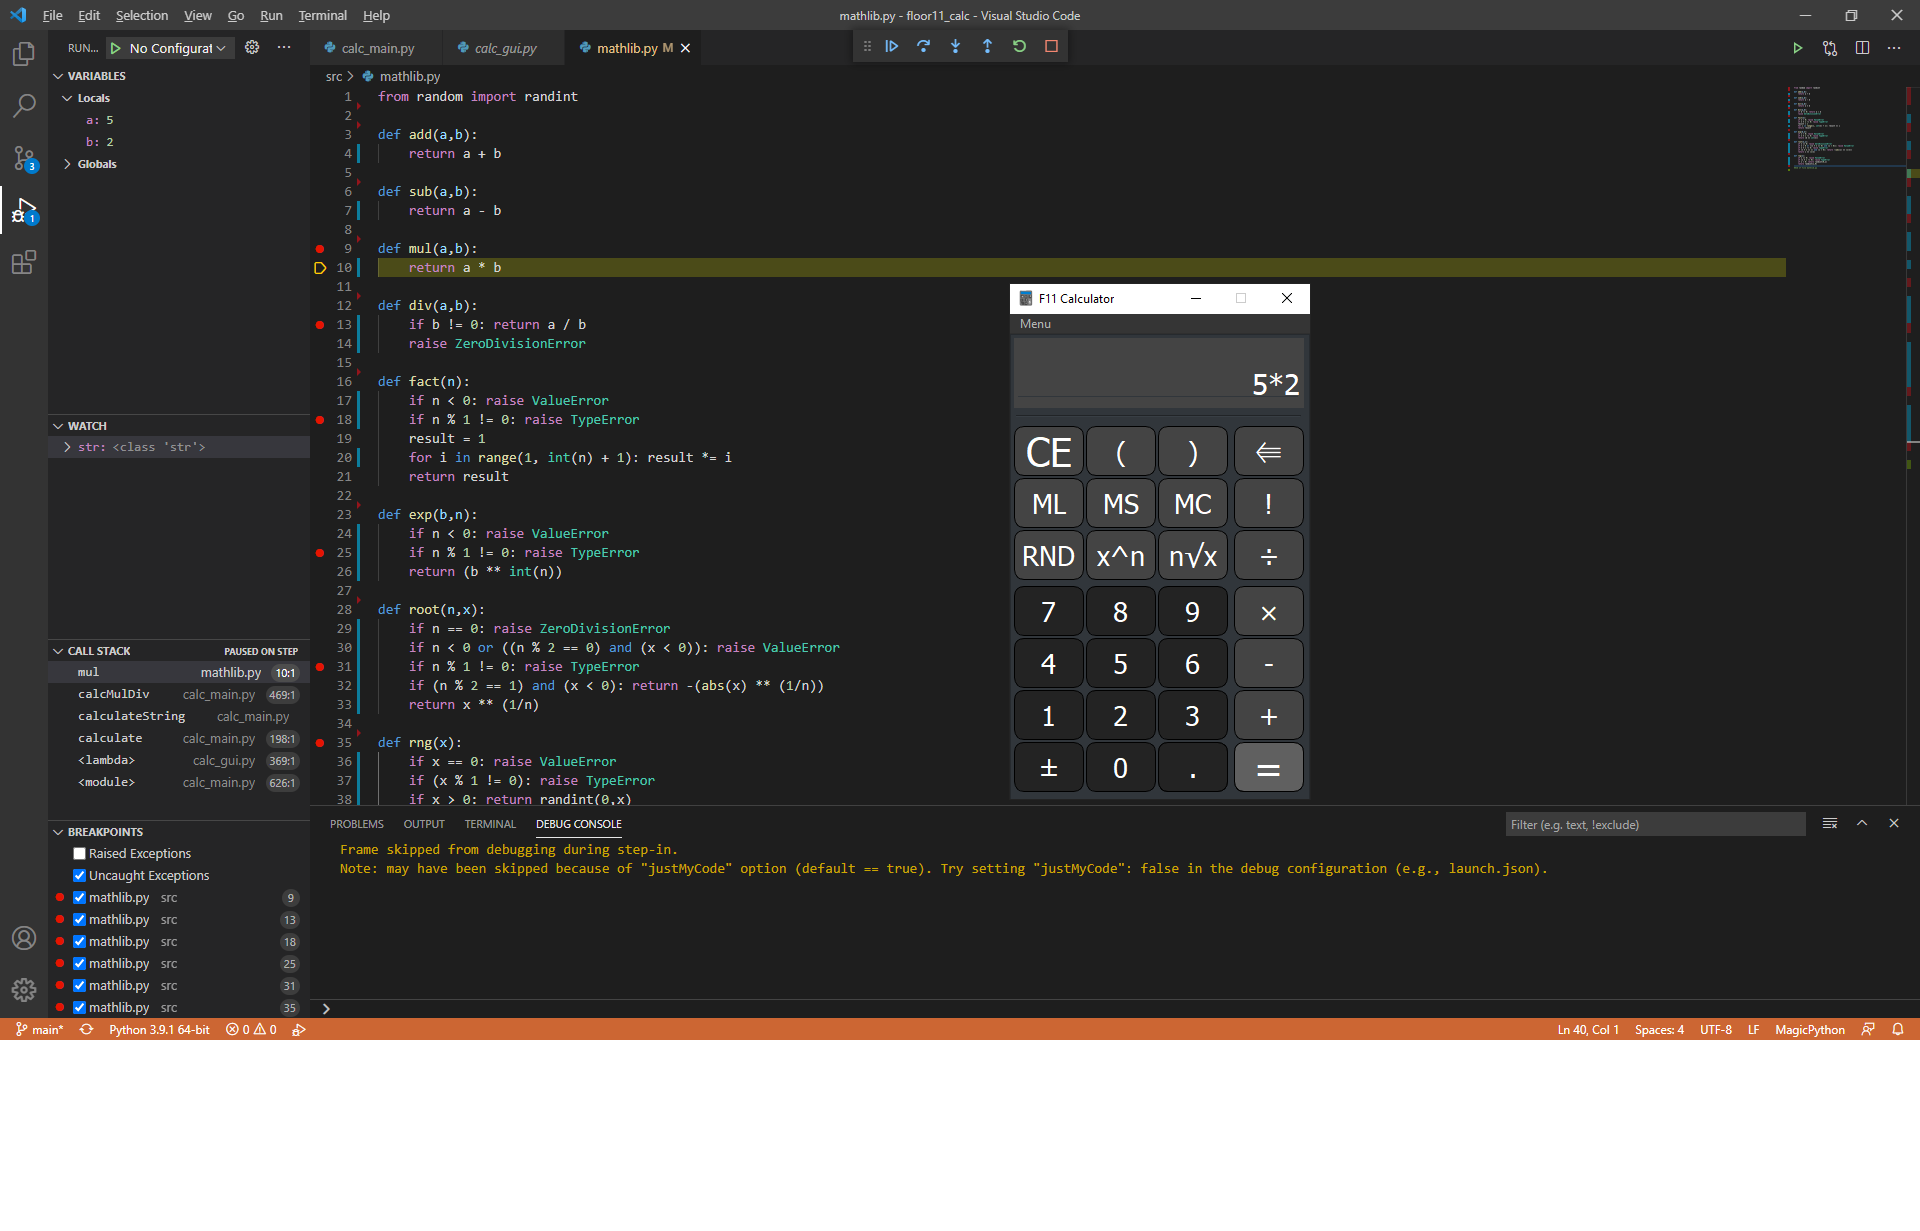 File Edit Selection View Go Run Terminal Help
mathlib.py - floor11_calc - Visual Studio Code
RUN... No Configurat
calc_main.py calc_gui.py mathlib.py M
VARIABLES
Locals
a: 5
b: 2
Globals
WATCH
str: <class 'str'>
CALL STACK PAUSED ON STEP
mul mathlib.py 10:1
calcMulDiv calc_main.py 469:1
calculateString calc_main.py
calculate calc_main.py 198:1
<lambda> calc_gui.py 369:1
<module> calc_main.py 626:1
BREAKPOINTS
Raised Exceptions
Uncaught Exceptions
mathlib.py src 9
mathlib.py src 13
mathlib.py src 18
mathlib.py src 25
mathlib.py src 31
mathlib.py src 35
3
1
src > mathlib.py
1 from random import randint
2
3 def add(a,b):
4 return a + b
5
6 def sub(a,b):
7 return a - b
8
9 def mul(a,b):
10 return a * b
11
12 def div(a,b):
13 if b != 0: return a / b
14 raise ZeroDivisionError
15
16 def fact(n):
17 if n < 0: raise ValueError
18 if n % 1 != 0: raise TypeError
19 result = 1
20 for i in range(1, int(n) + 1): result *= i
21 return result
22
23 def exp(b,n):
24 if n < 0: raise ValueError
25 if n % 1 != 0: raise TypeError
26 return (b ** int(n))
27
28 def root(n,x):
29 if n == 0: raise ZeroDivisionError
30 if n < 0 or ((n % 2 == 0) and (x < 0)): raise ValueError
31 if n % 1 != 0: raise TypeError
32 if (n % 2 == 1) and (x < 0): return -(abs(x) ** (1/n))
33 return x ** (1/n)
34
35 def rng(x):
36 if x == 0: raise ValueError
37 if (x % 1 != 0): raise TypeError
38 if x > 0: return randint(0,x)
F11 Calculator
Menu
5*2
CE ( ) ⇐
ML MS MC !
RND x^n n√x ÷
7 8 9 ×
4 5 6 -
1 2 3 +
± 0 . =
PROBLEMS OUTPUT TERMINAL DEBUG CONSOLE
Filter (e.g. text, !exclude)
Frame skipped from debugging during step-in.
Note: may have been skipped because of "justMyCode" option (default == true). Try setting "justMyCode": false in the debug configuration (e.g., launch.json).
main* Python 3.9.1 64-bit 0 0
Ln 40, Col 1 Spaces: 4 UTF-8 LF MagicPython